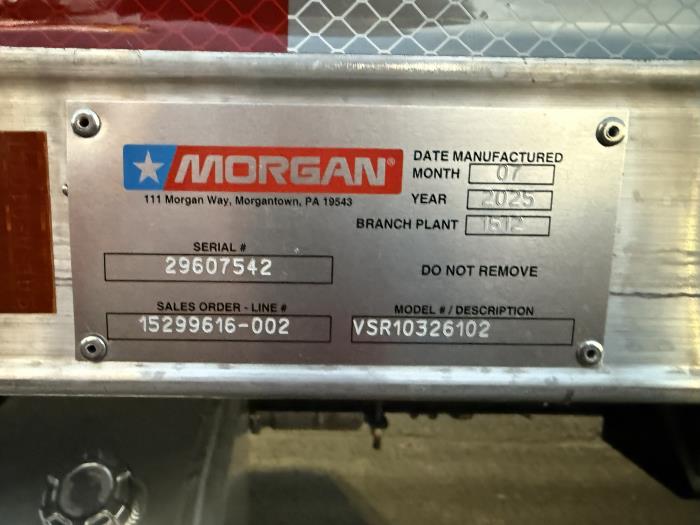 MORGAN®
111 Morgan Way, Morgantown, PA 19543
DATE MANUFACTURED
MONTH 07
YEAR 2025
BRANCH PLANT 1512
SERIAL #
29607542
DO NOT REMOVE
SALES ORDER - LINE #
15299616-002
MODEL # / DESCRIPTION
VSR10326102